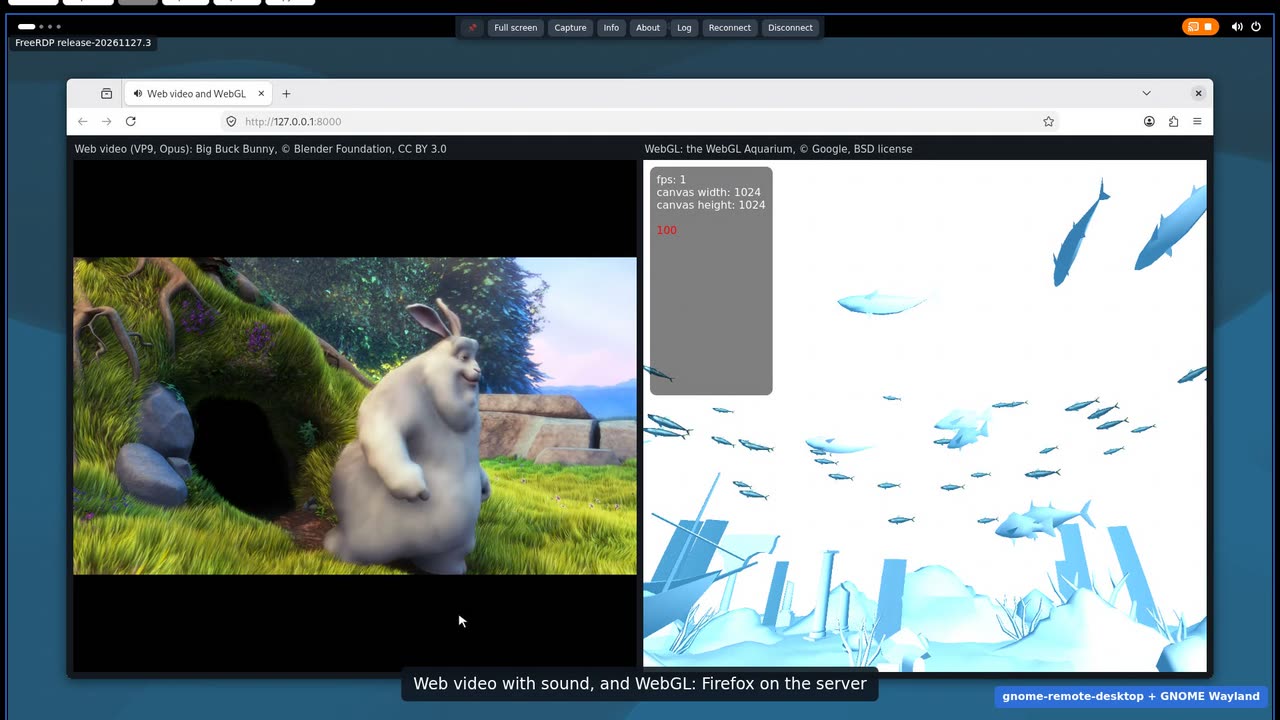 Full screen
Capture
Info
About
Log
Reconnect
Disconnect
FreeRDP release-20261127.3
Web video and WebGL
http://127.0.0.1:8000
Web video (VP9, Opus): Big Buck Bunny, © Blender Foundation, CC BY 3.0
WebGL: the WebGL Aquarium, © Google, BSD license
fps: 1
canvas width: 1024
canvas height: 1024
100
Web video with sound, and WebGL: Firefox on the server
gnome-remote-desktop + GNOME Wayland